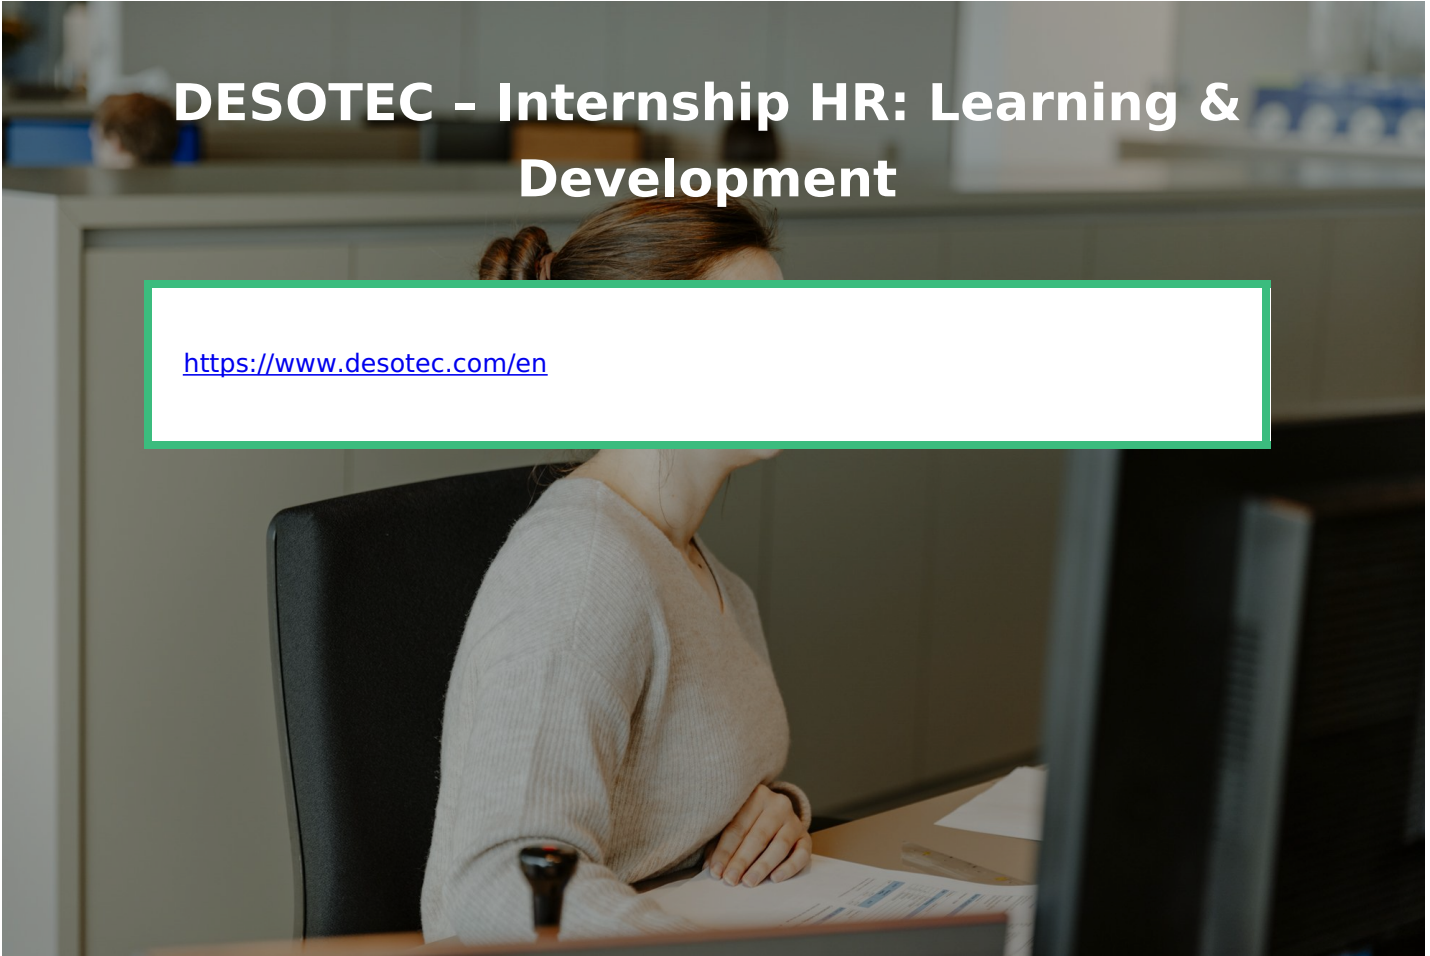 DESOTEC – Internship HR: Learning &
Development
https://www.desotec.com/en